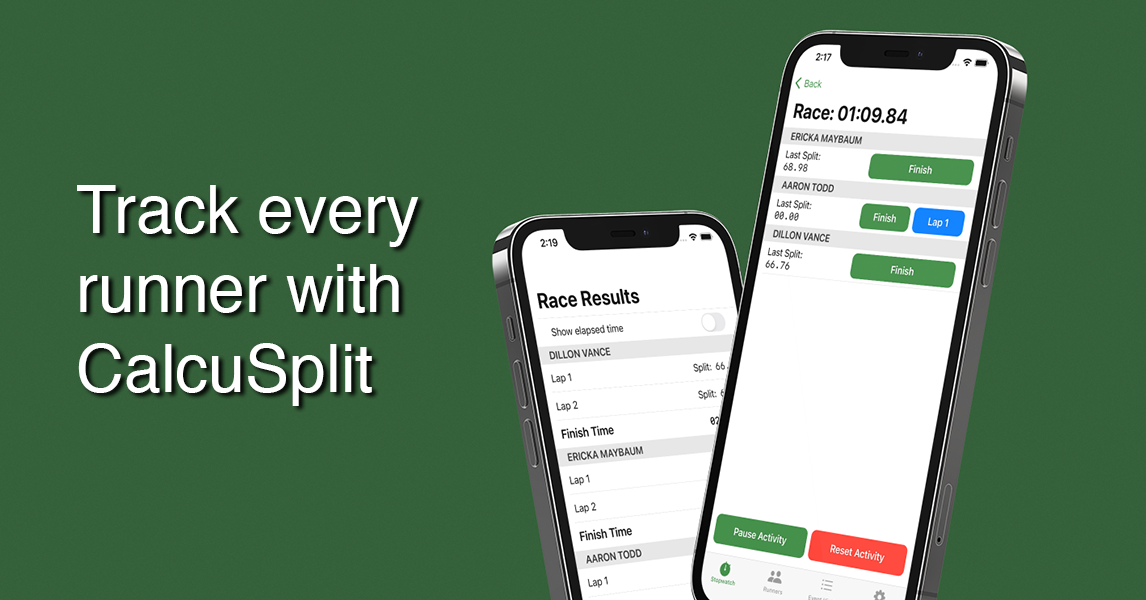 Track every
runner with
CalcuSplit
2:19
Race Results
Show elapsed time
DILLON VANCE
Lap 1
Split: 66.
Lap 2
Split:
Finish Time
ERICKA MAYBAUM
Lap 1
Lap 2
Finish Time
AARON TODD
Lap 1
2:17
Back
Race: 01:09.84
ERICKA MAYBAUM
Last Split:
68.98
Finish
AARON TODD
Last Split:
00.00
Finish
Lap 1
DILLON VANCE
Last Split:
66.76
Finish
Pause Activity
Reset Activity
Stopwatch
Runners
Event